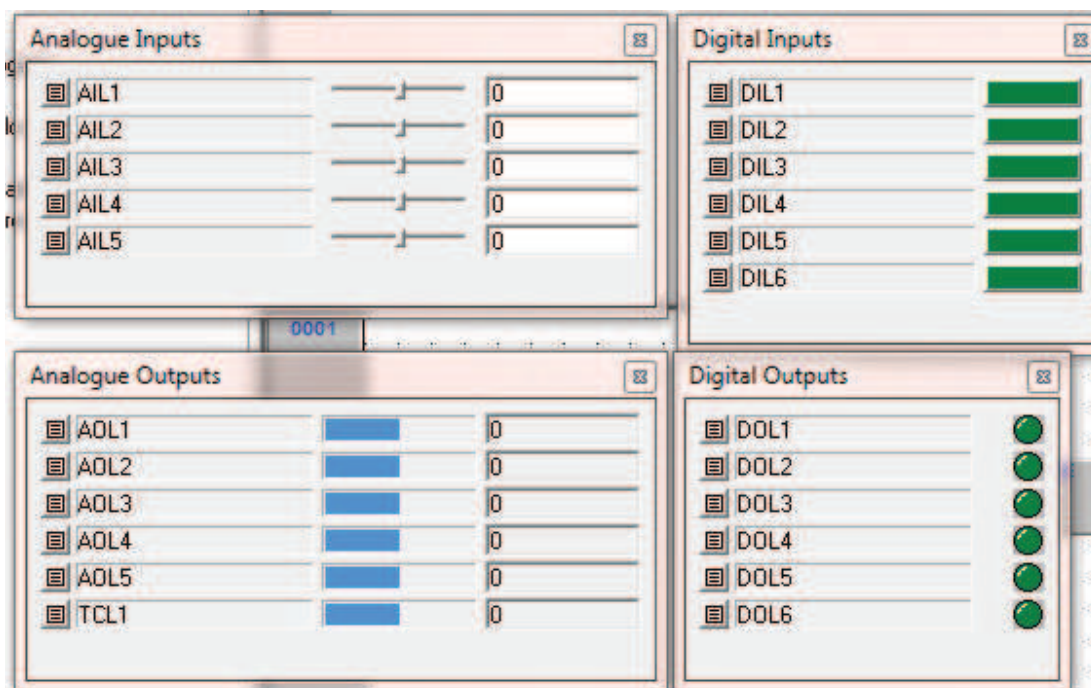 Analogue Inputs
AIL1 0
AIL2 0
AIL3 0
AIL4 0
AIL5 0
Digital Inputs
DIL1
DIL2
DIL3
DIL4
DIL5
DIL6
0001
Analogue Outputs
AOL1 0
AOL2 0
AOL3 0
AOL4 0
AOL5 0
TCL1 0
Digital Outputs
DOL1
DOL2
DOL3
DOL4
DOL5
DOL6